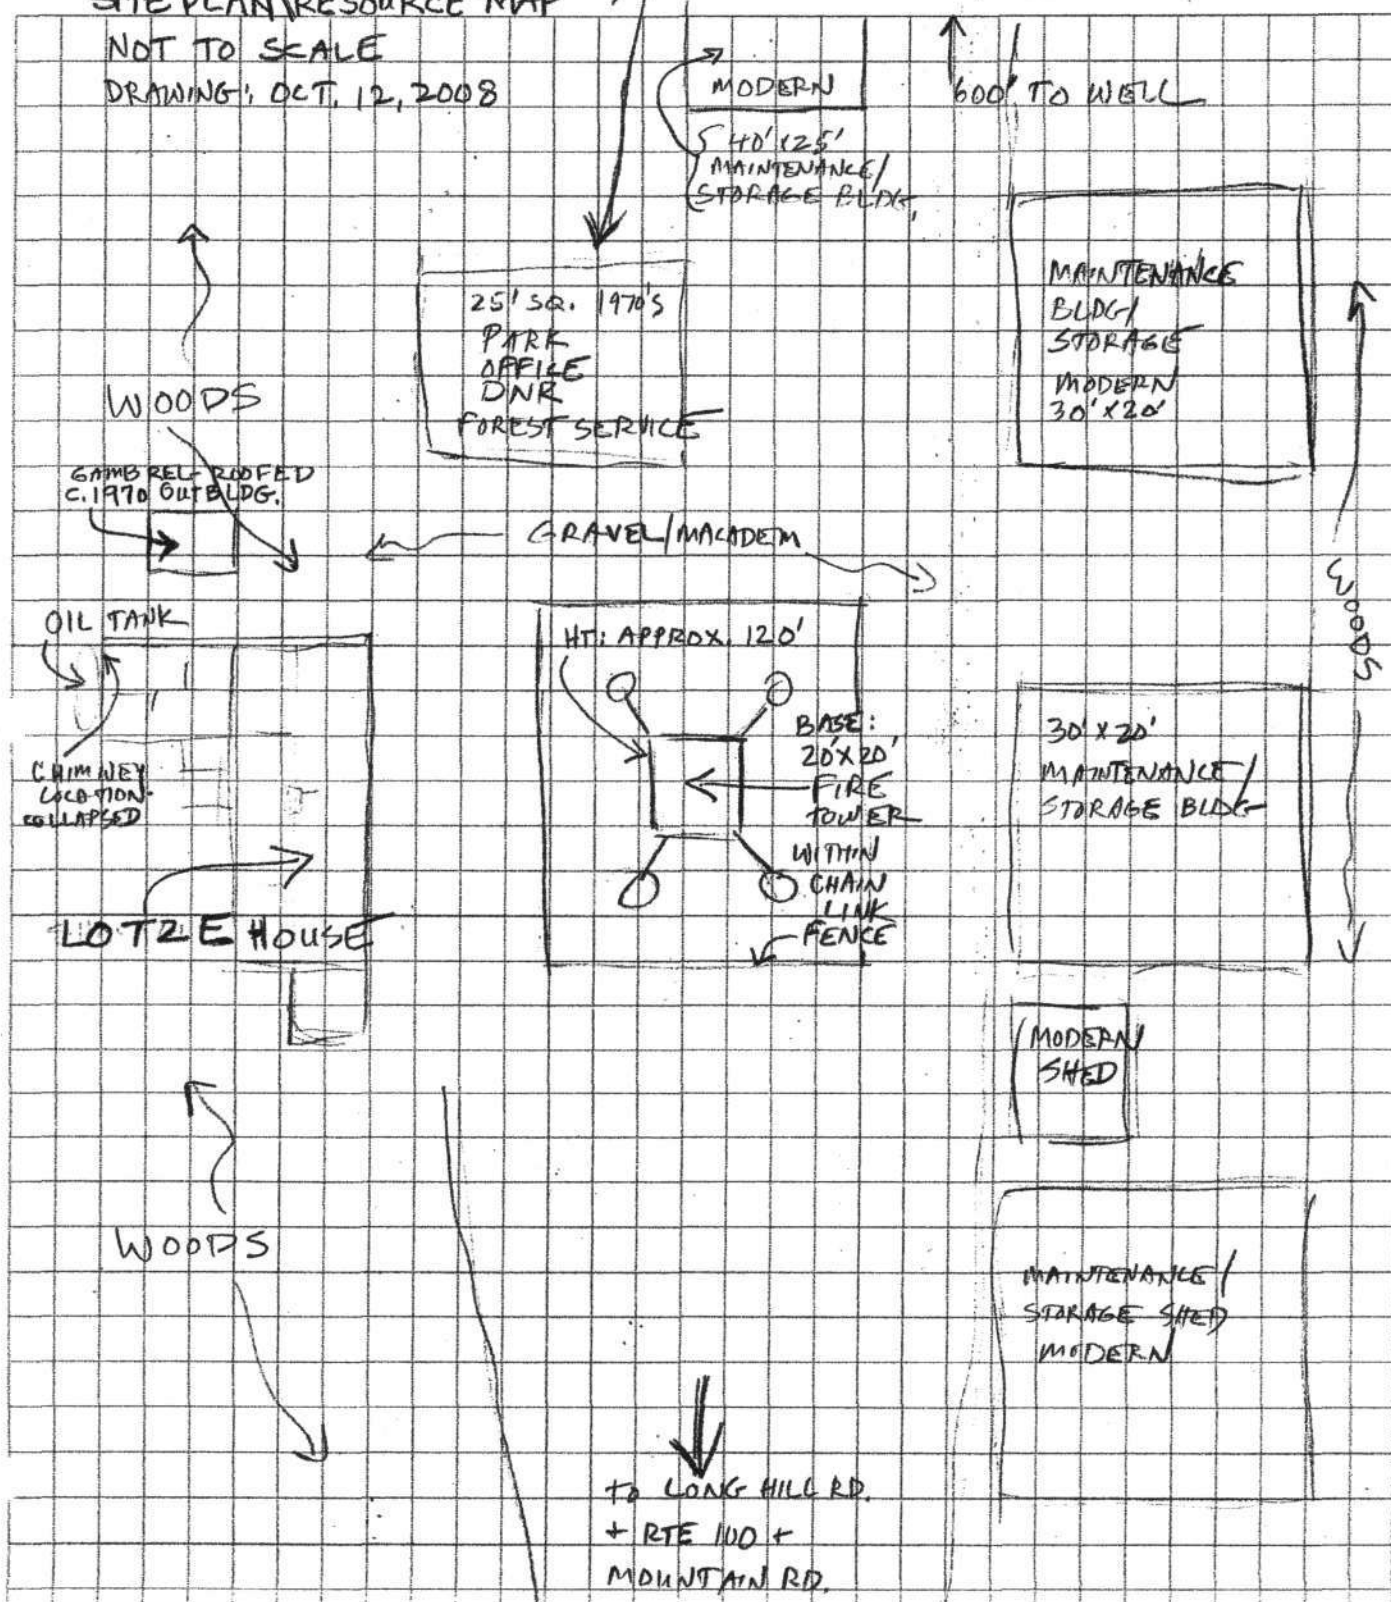 SITE PLAN\RESOURCE MAP
NOT TO SCALE
DRAWING: OCT. 12, 2008
MODERN
40'X25'
MAINTENANCE/
STORAGE BLDG.
600' TO WELL
MAINTENANCE
BLDG/
STORAGE
MODERN
30'X20'
25' SQ. 1970'S
PARK
OFFICE
DNR
FOREST SERVICE
WOODS
GAMBREL-ROOFED
C.1970 OUTBLDG.
GRAVEL/MACADEM
WOODS
OIL TANK
CHIMNEY
LOCATION-
COLLAPSED
LOTZE HOUSE
HT: APPROX. 120'
BASE:
20'X20'
FIRE
TOWER
WITHIN
CHAIN
LINK
FENCE
30'X20'
MAINTENANCE/
STORAGE BLDG
MODERN
SHED
WOODS
MAINTENANCE/
STORAGE SHED
MODERN
TO LONG HILL RD.
+ RTE 100 +
MOUNTAIN RD.